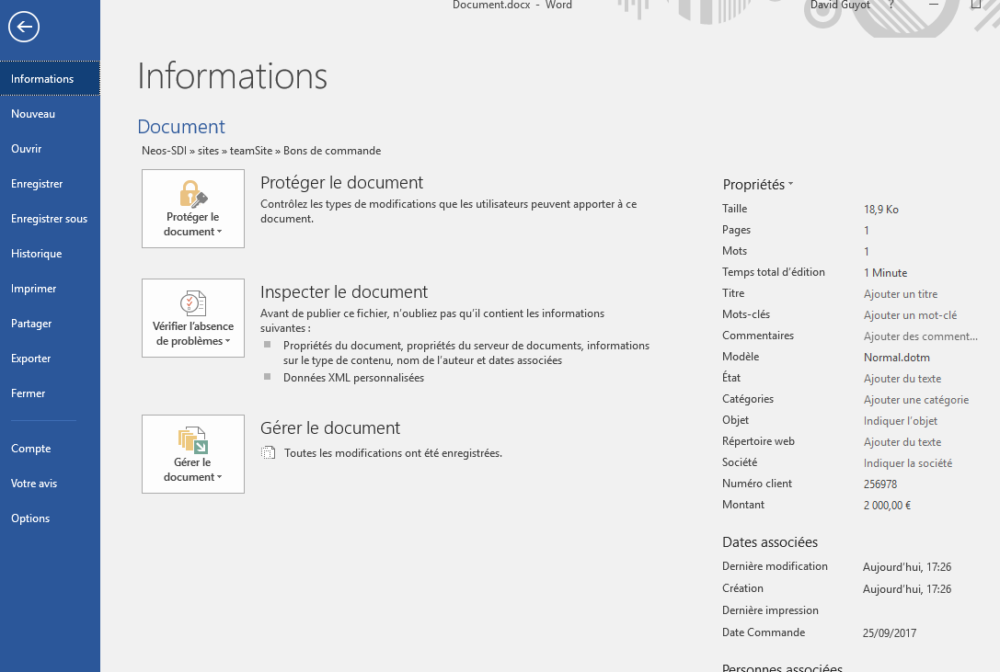 Document.docx - Word
David Guyot ?
Informations
Nouveau
Ouvrir
Enregistrer
Enregistrer sous
Historique
Imprimer
Partager
Exporter
Fermer
Compte
Votre avis
Options
Informations
Document
Neos-SDI » sites » teamSite » Bons de commande
Protéger le
document
Protéger le document
Contrôlez les types de modifications que les utilisateurs peuvent apporter à ce
document.
Vérifier l'absence
de problèmes
Inspecter le document
Avant de publier ce fichier, n'oubliez pas qu'il contient les informations
suivantes :
Propriétés du document, propriétés du serveur de documents, informations
sur le type de contenu, nom de l'auteur et dates associées
Données XML personnalisées
Gérer le
document
Gérer le document
Toutes les modifications ont été enregistrées.
Propriétés
Taille 18,9 Ko
Pages 1
Mots 1
Temps total d'édition 1 Minute
Titre Ajouter un titre
Mots-clés Ajouter un mot-clé
Commentaires Ajouter des comment...
Modèle Normal.dotm
État Ajouter du texte
Catégories Ajouter une catégorie
Objet Indiquer l'objet
Répertoire web Ajouter du texte
Société Indiquer la société
Numéro client 256978
Montant 2 000,00 €
Dates associées
Dernière modification Aujourd'hui, 17:26
Création Aujourd'hui, 17:26
Dernière impression
Date Commande 25/09/2017
Personnes associées